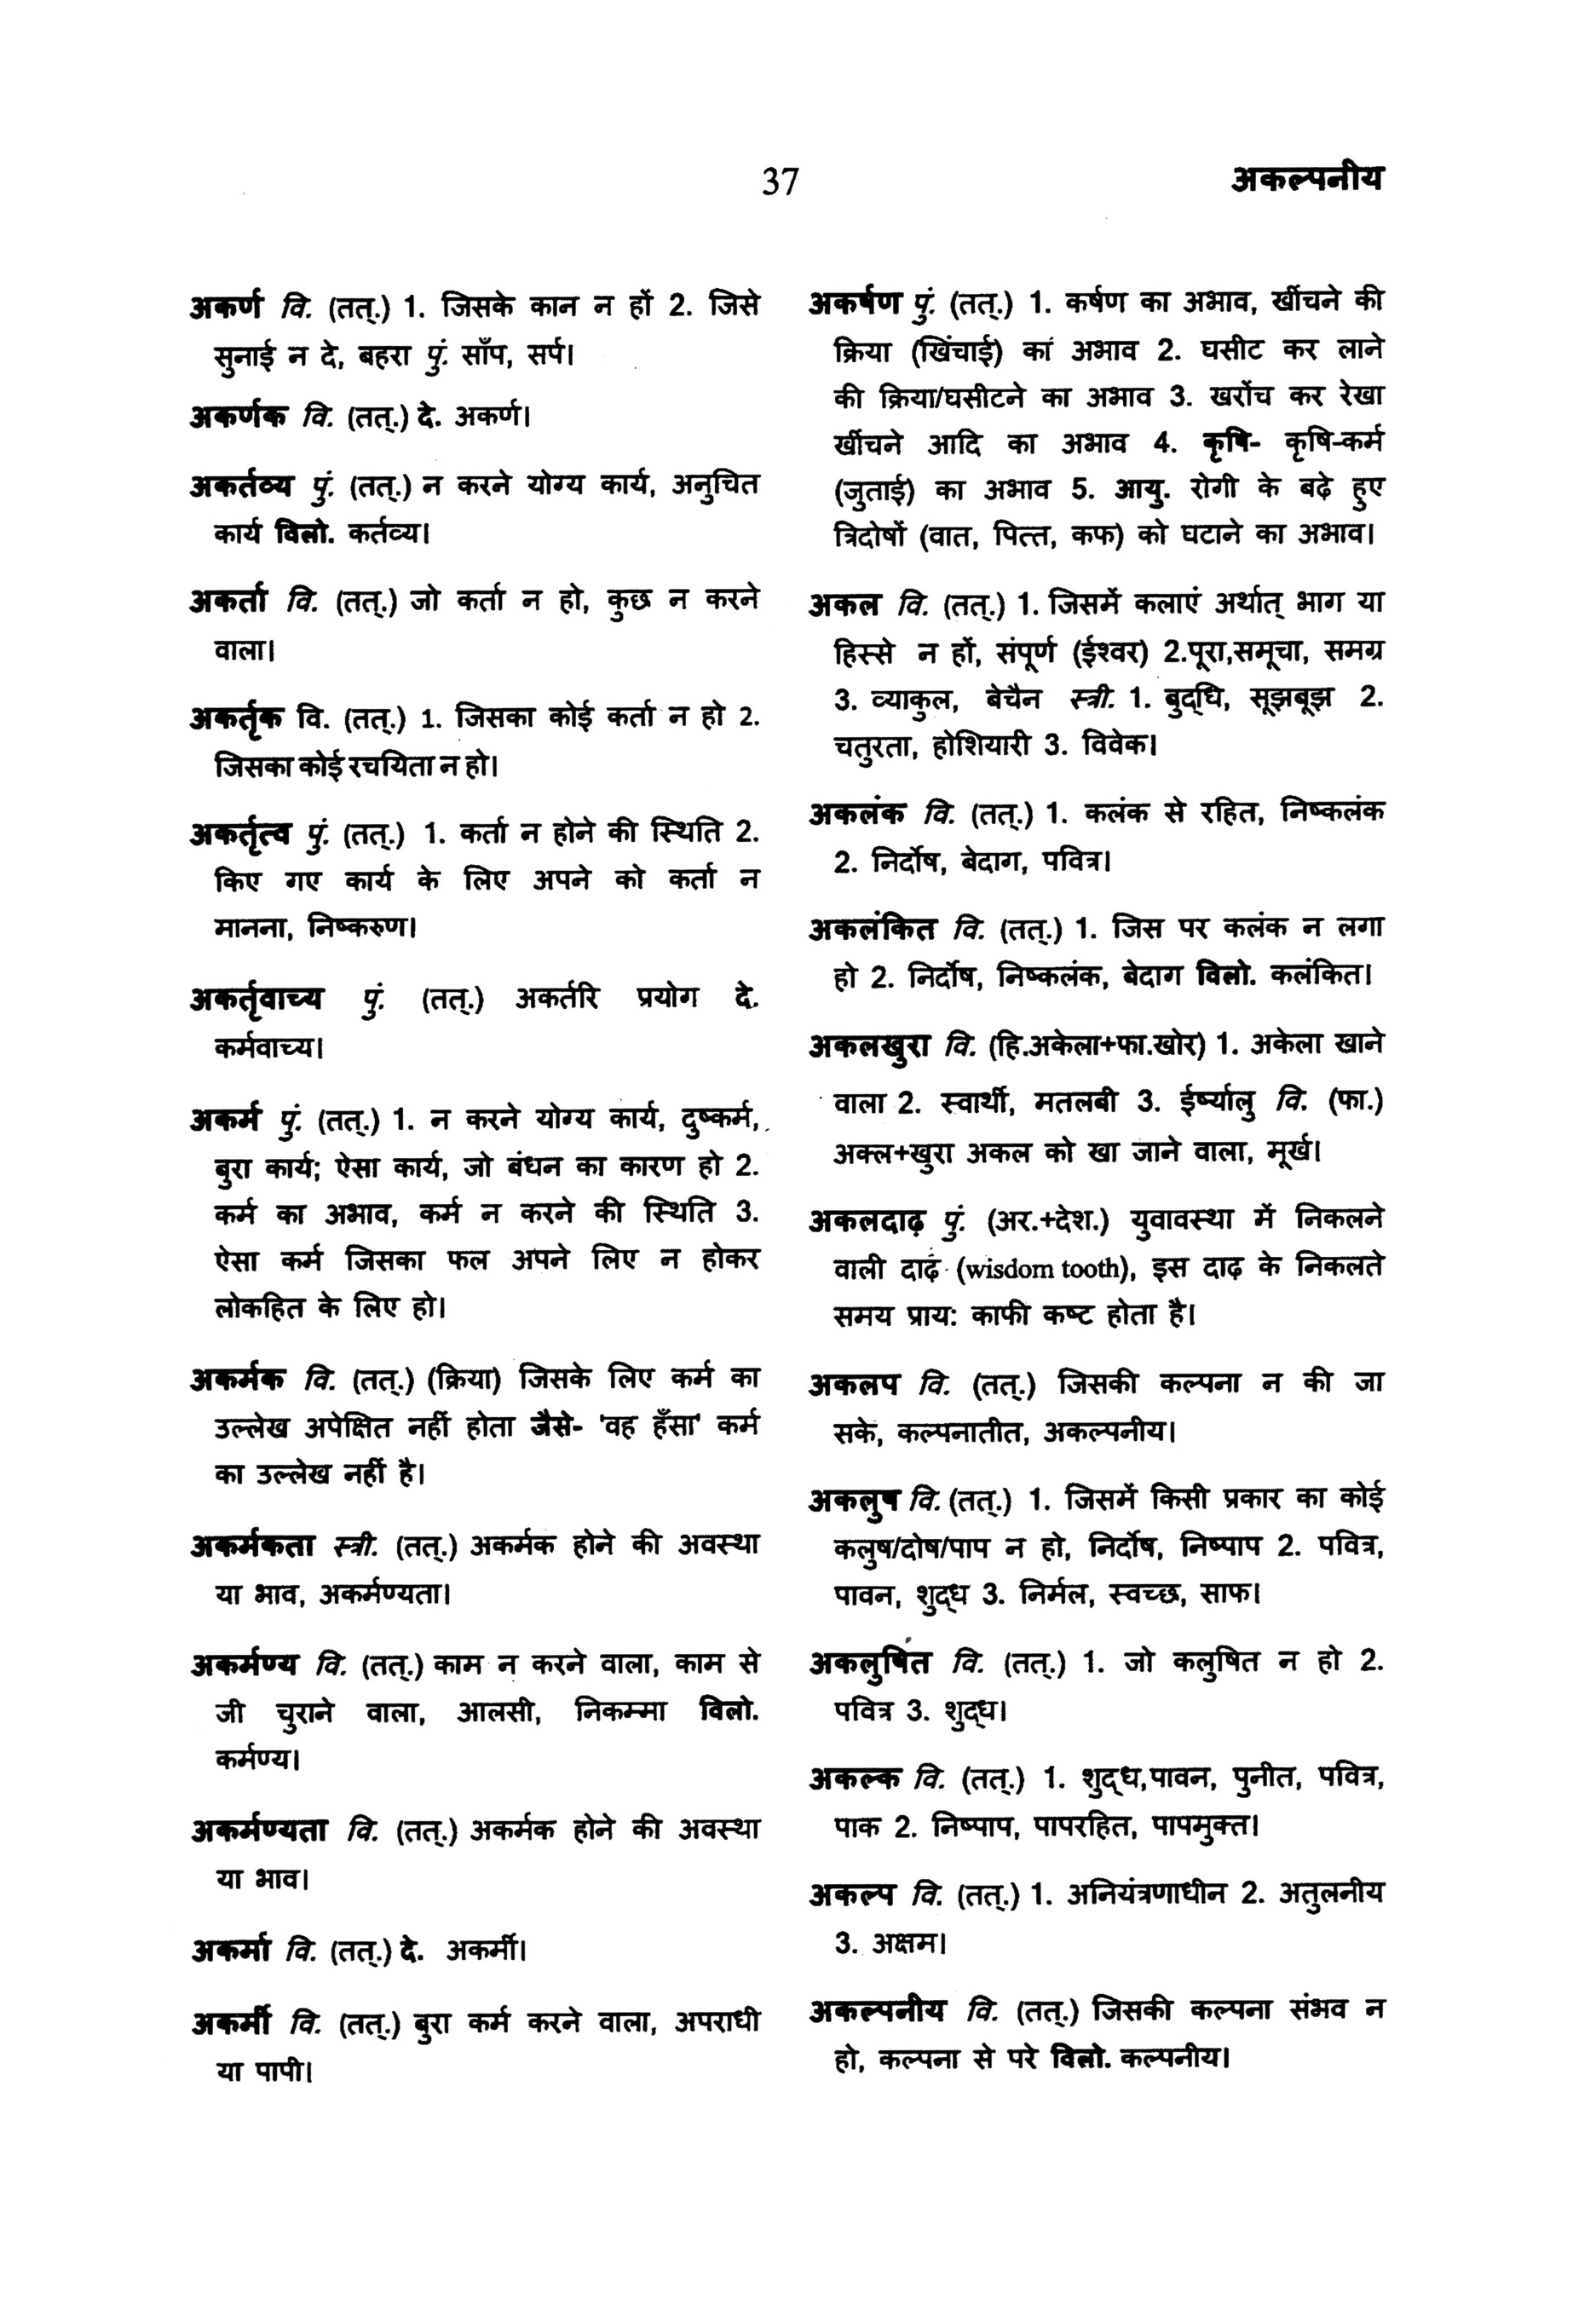 37
अकल्पनीय
अकर्ण वि. (तत्.) 1. जिसके कान न हों 2. जिसे
सुनाई न दे, बहरा पुं. साँप, सर्प।
अकर्णक वि. (तत्.) दे. अकर्ण।
अकर्तव्य पुं. (तत्.) न करने योग्य कार्य, अनुचित
कार्य विलो. कर्तव्य।
अकर्ता वि. (तत्.) जो कर्ता न हो, कुछ न करने
वाला।
अकर्तृक वि. (तत्.) 1. जिसका कोई कर्ता न हो 2.
जिसका कोई रचयिता न हो।
अकर्तृत्व पुं. (तत्.) 1. कर्ता न होने की स्थिति 2.
किए गए कार्य के लिए अपने को कर्ता न
मानना, निष्करुण।
अकर्तृवाच्य पुं. (तत्.) अकर्तरि प्रयोग दे.
कर्मवाच्य।
अकर्म पुं. (तत्.) 1. न करने योग्य कार्य, दुष्कर्म,
बुरा कार्य; ऐसा कार्य, जो बंधन का कारण हो 2.
कर्म का अभाव, कर्म न करने की स्थिति 3.
ऐसा कर्म जिसका फल अपने लिए न होकर
लोकहित के लिए हो।
अकर्मक वि. (तत्.) (क्रिया) जिसके लिए कर्म का
उल्लेख अपेक्षित नहीं होता जैसे- 'वह हँसा' कर्म
का उल्लेख नहीं है।
अकर्मकता स्त्री. (तत्.) अकर्मक होने की अवस्था
या भाव, अकर्मण्यता।
अकर्मण्य वि. (तत्.) काम न करने वाला, काम से
जी चुराने वाला, आलसी, निकम्मा विलो.
कर्मण्य।
अकर्मण्यता वि. (तत्.) अकर्मक होने की अवस्था
या भाव।
अकर्मा वि. (तत्.) दे. अकर्मी।
अकर्मी वि. (तत्.) बुरा कर्म करने वाला, अपराधी
या पापी।
अकर्षण पुं. (तत्.) 1. कर्षण का अभाव, खींचने की
क्रिया (खिंचाई) का अभाव 2. घसीट कर लाने
की क्रिया/घसीटने का अभाव 3. खरोंच कर रेखा
खींचने आदि का अभाव 4. कृषि- कृषि-कर्म
(जुताई) का अभाव 5. आयु. रोगी के बढ़े हुए
त्रिदोषों (वात, पित्त, कफ) को घटाने का अभाव।
अकल वि. (तत्.) 1. जिसमें कलाएं अर्थात् भाग या
हिस्से न हों, संपूर्ण (ईश्वर) 2.पूरा,समूचा, समग्र
3. व्याकुल, बेचैन स्त्री. 1. बुद्धि, सूझबूझ 2.
चतुरता, होशियारी 3. विवेक।
अकलंक वि. (तत्.) 1. कलंक से रहित, निष्कलंक
2. निर्दोष, बेदाग, पवित्र।
अकलंकित वि. (तत्.) 1. जिस पर कलंक न लगा
हो 2. निर्दोष, निष्कलंक, बेदाग विलो. कलंकित।
अकलखुरा वि. (हि.अकेला+फा.खोर) 1. अकेला खाने
वाला 2. स्वार्थी, मतलबी 3. ईर्ष्यालु वि. (फा.)
अक्ल+खुरा अकल को खा जाने वाला, मूर्ख।
अकलदाढ़ पुं. (अर.+देश.) युवावस्था में निकलने
वाली दाढ़ (wisdom tooth), इस दाढ़ के निकलते
समय प्राय: काफी कष्ट होता है।
अकलप वि. (तत्.) जिसकी कल्पना न की जा
सके, कल्पनातीत, अकल्पनीय।
अकलुष वि. (तत्.) 1. जिसमें किसी प्रकार का कोई
कलुष/दोष/पाप न हो, निर्दोष, निष्पाप 2. पवित्र,
पावन, शुद्ध 3. निर्मल, स्वच्छ, साफ।
अकलुषित वि. (तत्.) 1. जो कलुषित न हो 2.
पवित्र 3. शुद्ध।
अकल्क वि. (तत्.) 1. शुद्ध,पावन, पुनीत, पवित्र,
पाक 2. निष्पाप, पापरहित, पापमुक्त।
अकल्प वि. (तत्.) 1. अनियंत्रणाधीन 2. अतुलनीय
3. अक्षम।
अकल्पनीय वि. (तत्.) जिसकी कल्पना संभव न
हो, कल्पना से परे विलो. कल्पनीय।